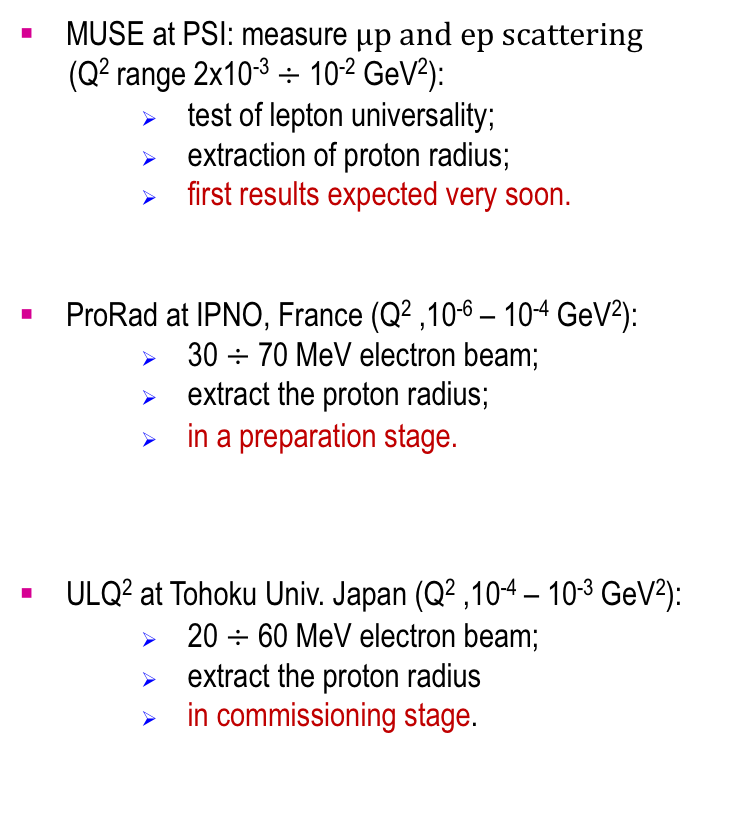 ▪ MUSE at PSI: measure μp and ep scattering
(Q² range 2x10⁻³ ÷ 10⁻² GeV²):
➢ test of lepton universality;
➢ extraction of proton radius;
➢ first results expected very soon.
▪ ProRad at IPNO, France (Q² ,10⁻⁶ – 10⁻⁴ GeV²):
➢ 30 ÷ 70 MeV electron beam;
➢ extract the proton radius;
➢ in a preparation stage.
▪ ULQ² at Tohoku Univ. Japan (Q² ,10⁻⁴ – 10⁻³ GeV²):
➢ 20 ÷ 60 MeV electron beam;
➢ extract the proton radius
➢ in commissioning stage.